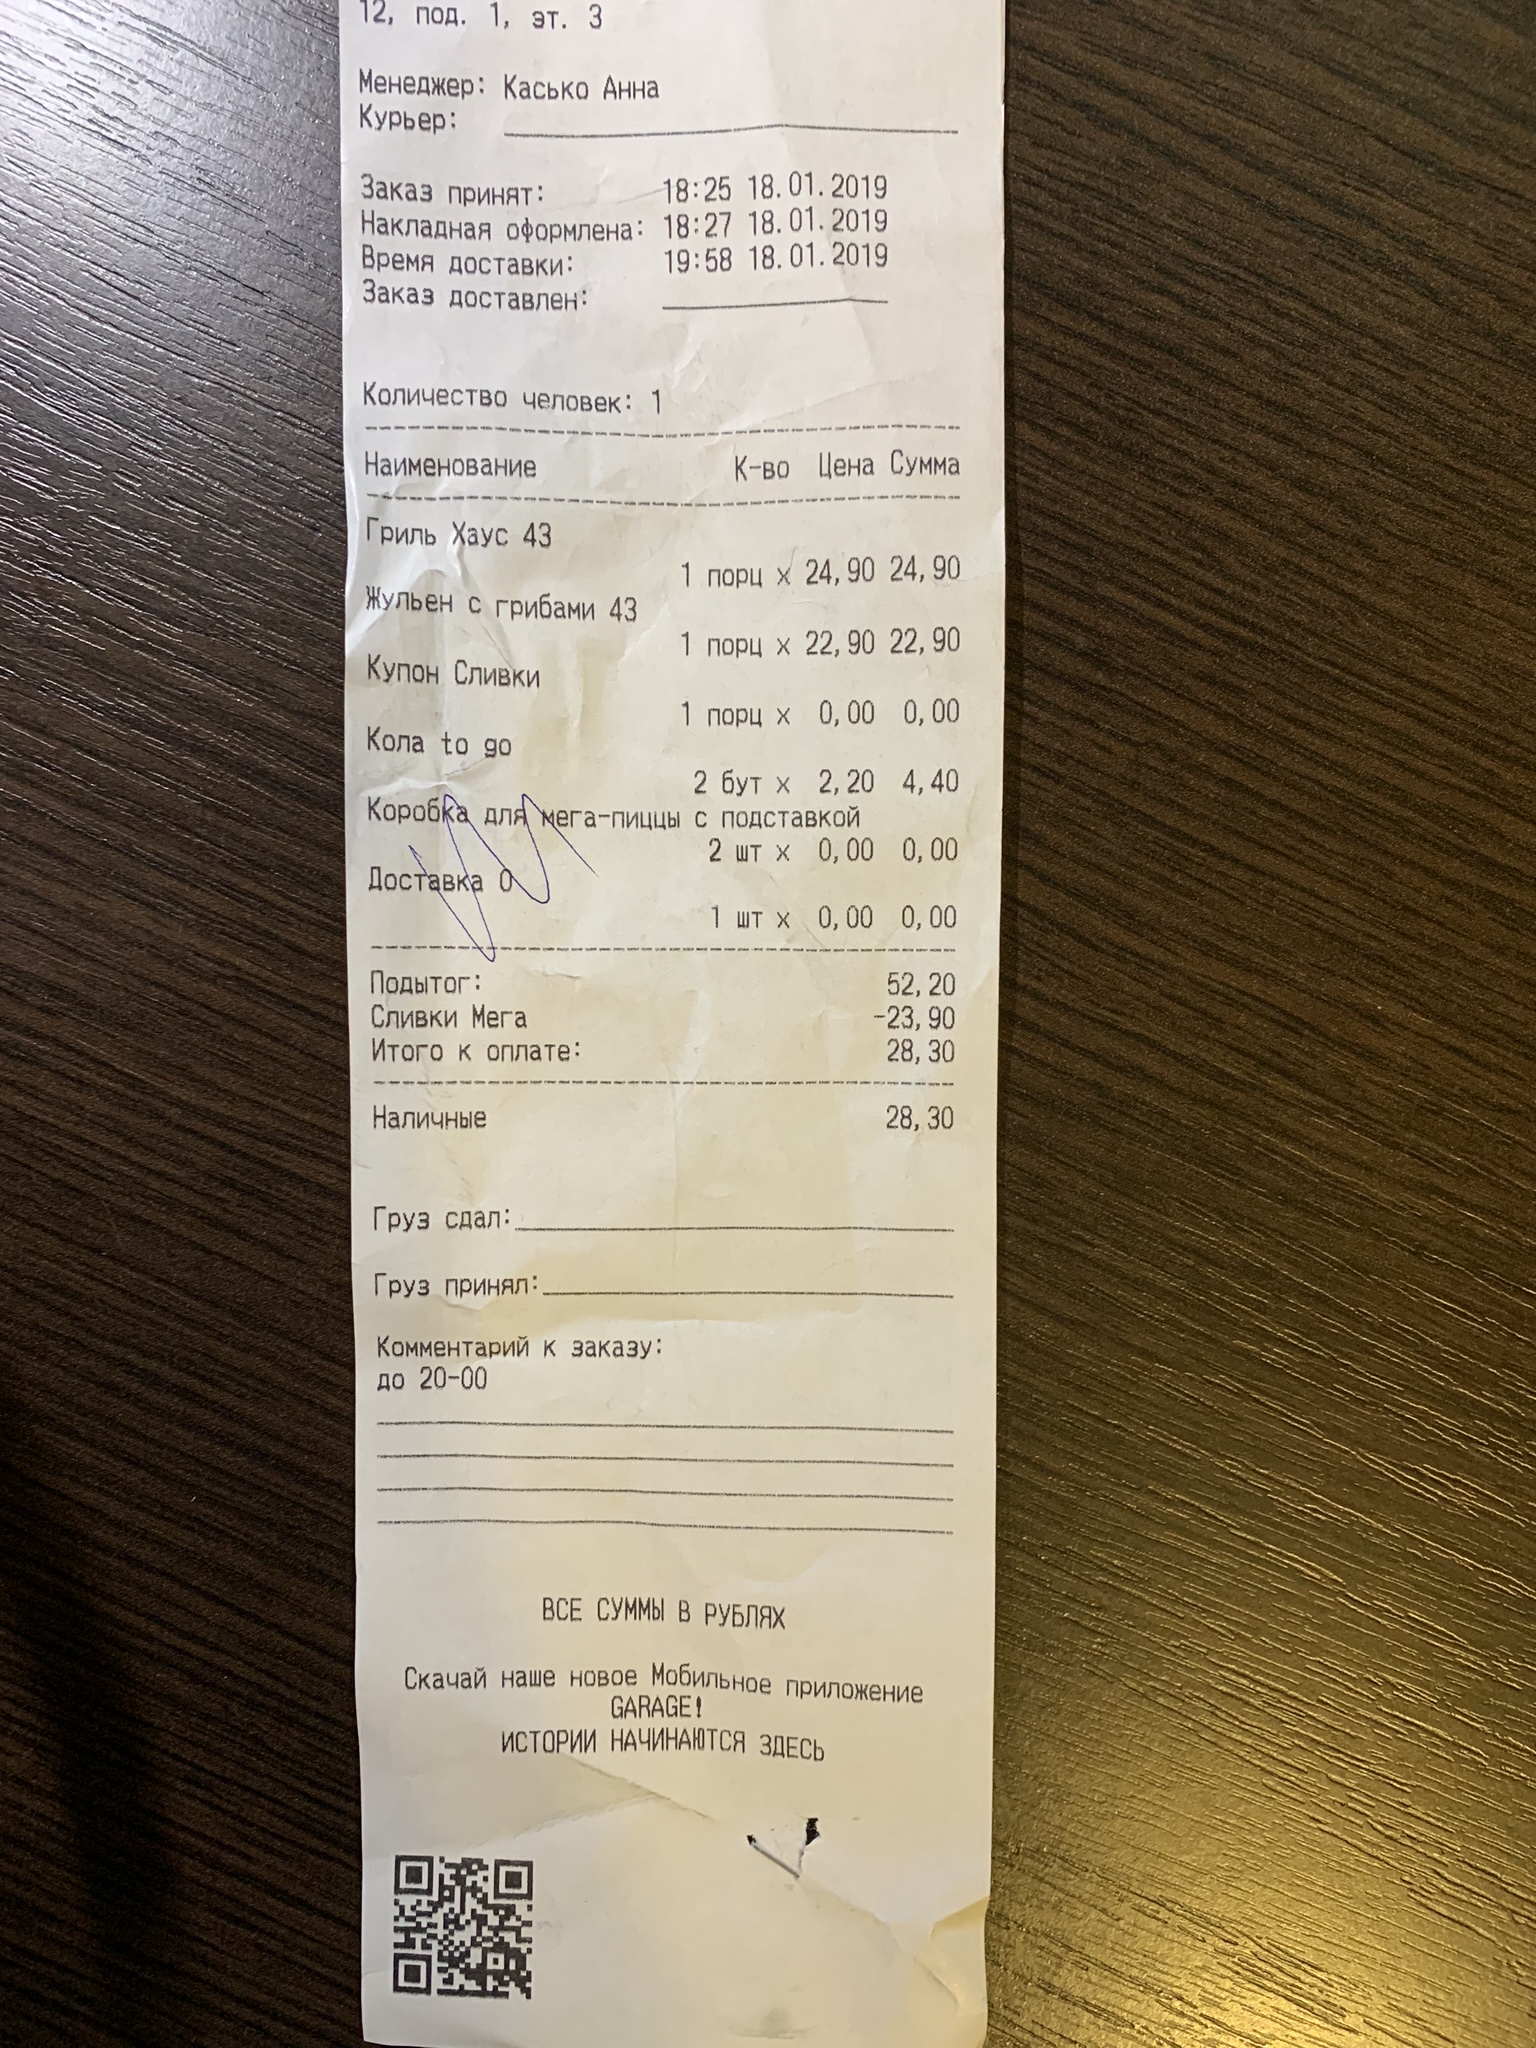 12, под. 1, эт. 3
Менеджер: Касько Анна
Курьер:
Заказ принят: 18:25 18.01.2019
Накладная оформлена: 18:27 18.01.2019
Время доставки: 19:58 18.01.2019
Заказ доставлен:
Количество человек: 1
Наименование К-во Цена Сумма
Гриль Хаус 43
1 порц x 24,90 24,90
Жульен с грибами 43
1 порц x 22,90 22,90
Купон Сливки
1 порц x 0,00 0,00
Кола to go
2 бут x 2,20 4,40
Коробка для мега-пиццы с подставкой
2 шт x 0,00 0,00
Доставка 0
1 шт x 0,00 0,00
Подытог: 52,20
Сливки Мега -23,90
Итого к оплате: 28,30
Наличные 28,30
Груз сдал:
Груз принял:
Комментарий к заказу:
до 20-00
ВСЕ СУММЫ В РУБЛЯХ
Скачай наше новое Мобильное приложение
GARAGE!
ИСТОРИИ НАЧИНАЮТСЯ ЗДЕСЬ